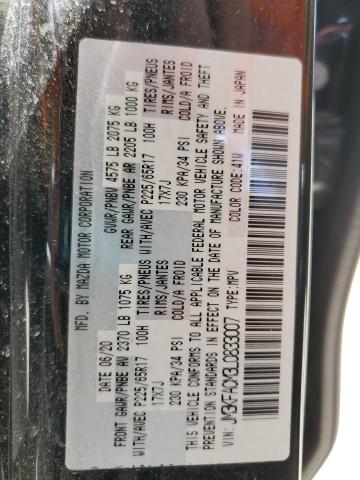 MFD. BY MAZDA MOTOR CORPORATION
DATE 06/20 GVWR/PNBV 4575 LB 2075 KG
FRONT GAWR/PNBE AV 2370 LB 1075 KG REAR GAWR/PNBE AR 2205 LB 1000 KG
WITH/AVEC P225/65R17 100H TIRES/PNEUS WITH/AVEC P225/65R17 100H TIRES/PNEUS
17X7J RIMS/JANTES 17X7J RIMS/JANTES
230 KPA/34 PSI COLD/A FROID 230 KPA/34 PSI COLD/A FROID
THIS VEHICLE CONFORMS TO ALL APPLICABLE FEDERAL MOTOR VEHICLE SAFETY AND THEFT
PREVENTION STANDARDS IN EFFECT ON THE DATE OF MANUFACTURE SHOWN ABOVE.
VIN: TYPE: MPV COLOR CODE: 41V MADE IN JAPAN